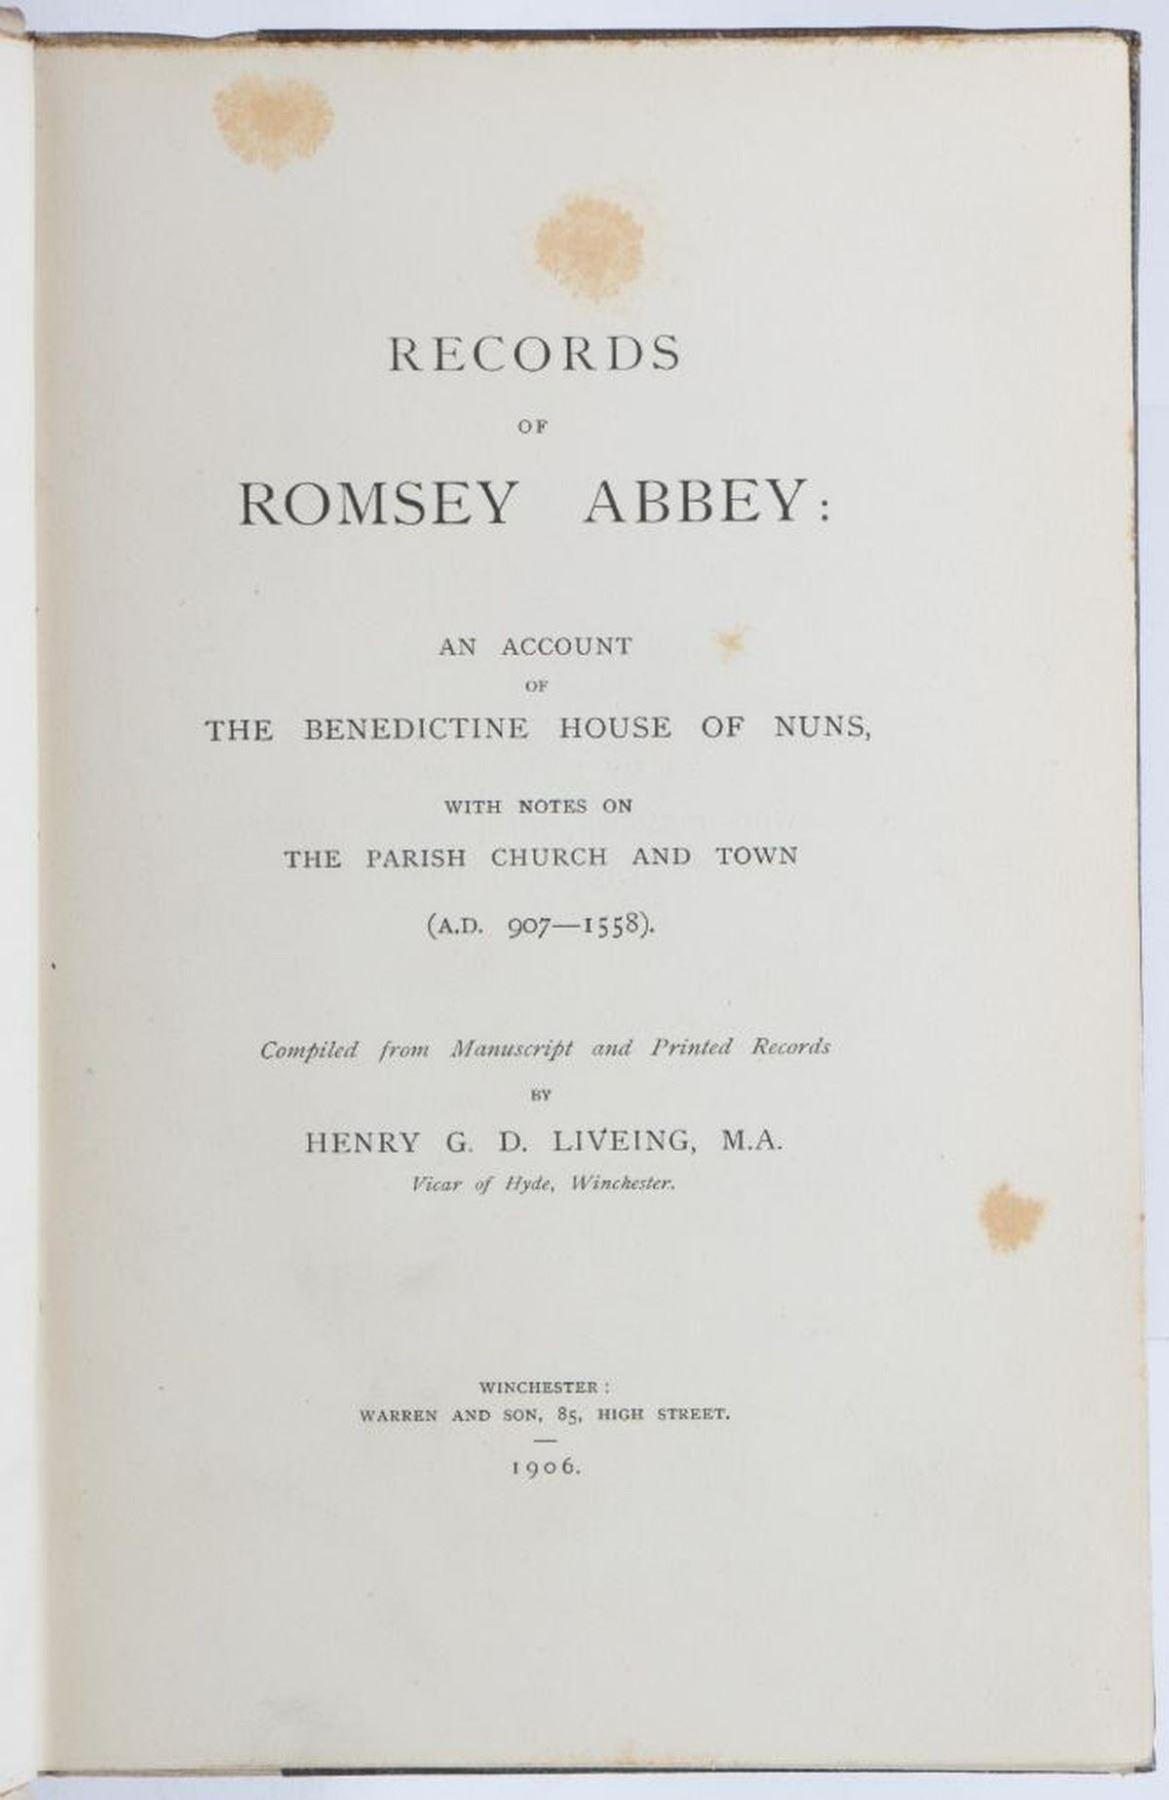 RECORDS
OF
ROMSEY ABBEY:
AN ACCOUNT
OF
THE BENEDICTINE HOUSE OF NUNS,
WITH NOTES ON
THE PARISH CHURCH AND TOWN
(A.D. 907—1558).
Compiled from Manuscript and Printed Records
BY
HENRY G. D. LIVEING, M.A.
Vicar of Hyde, Winchester.
WINCHESTER:
WARREN AND SON, 85, HIGH STREET.
1906.